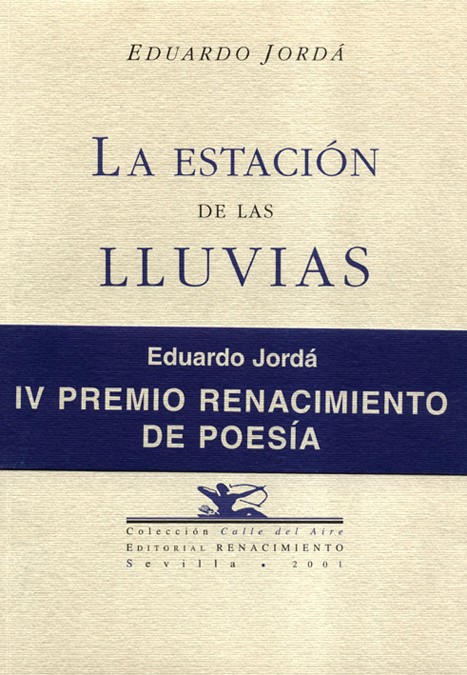 EDUARDO JORDÁ
LA ESTACIÓN
DE LAS
LLUVIAS
Eduardo Jordá
IV PREMIO RENACIMIENTO
DE POESÍA
Colección Calle del Aire
EDITORIAL RENACIMIENTO
Sevilla • 2001